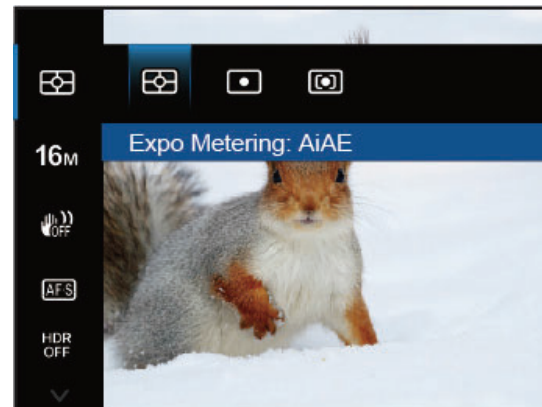 Expo Metering: AiAE
16M
OFF
AF-S
HDR
OFF